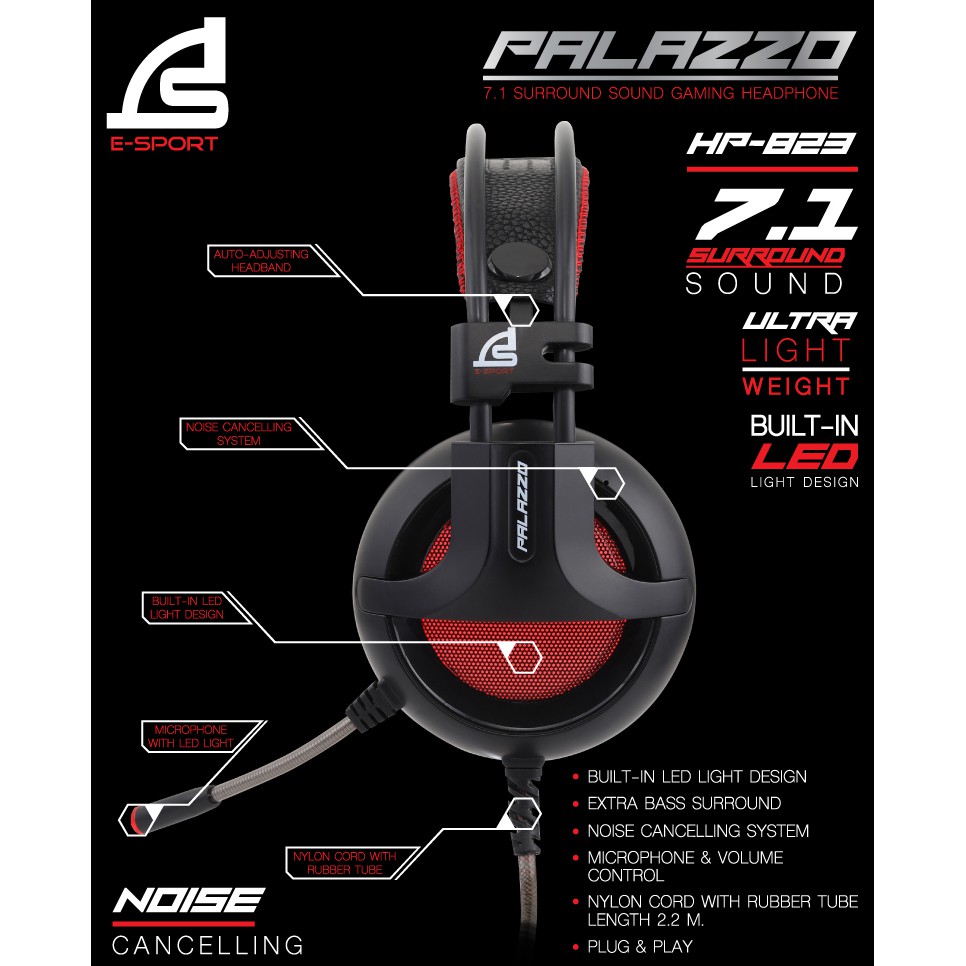 E-SPORT
PALAZZO
7.1 SURROUND SOUND GAMING HEADPHONE
HP-823
7.1
SURROUND
SOUND
ULTRA
LIGHT
WEIGHT
BUILT-IN
LED
LIGHT DESIGN
AUTO-ADJUSTING
HEADBAND
E-SPORT
NOISE CANCELLING
SYSTEM
PALAZZO
BUILT-IN LED
LIGHT DESIGN
MICROPHONE
WITH LED LIGHT
NYLON CORD WITH
RUBBER TUBE
• BUILT-IN LED LIGHT DESIGN
• EXTRA BASS SURROUND
• NOISE CANCELLING SYSTEM
• MICROPHONE & VOLUME
CONTROL
• NYLON CORD WITH RUBBER TUBE
LENGTH 2.2 M.
• PLUG & PLAY
NOISE
CANCELLING